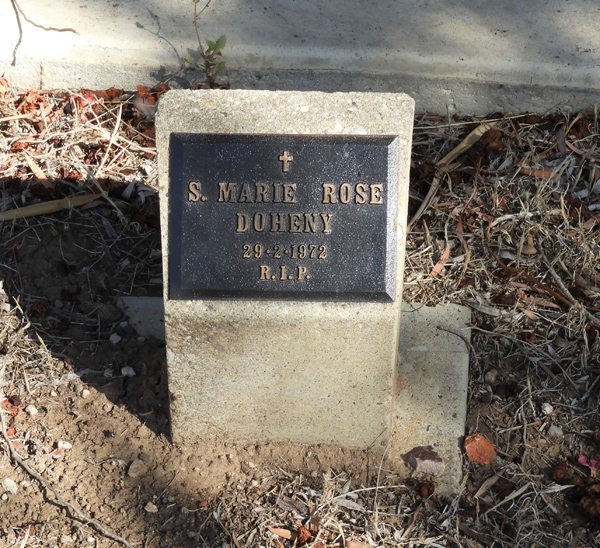 S. MARIE ROSE
DOHENY
29-2-1972
R.I.P.